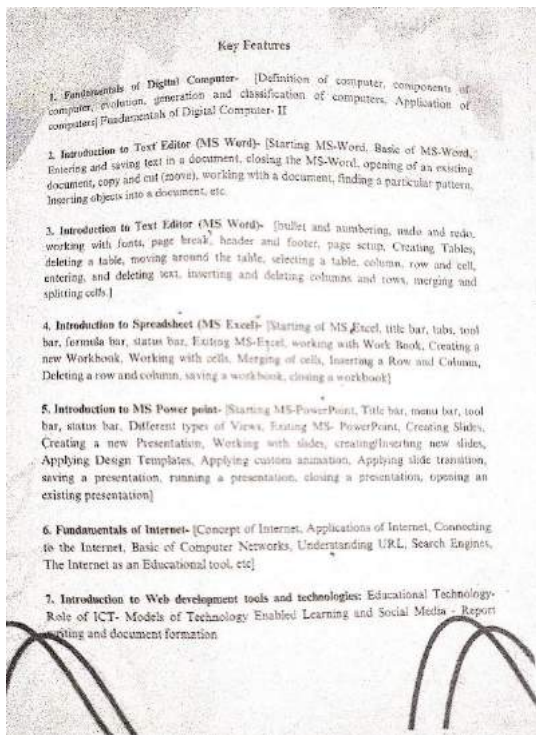 Key Features
1. Fundamentals of Digital Computer- [Definition of computer, components of
computer, evolution, generation and classification of computers, Application of
computers] Fundamentals of Digital Computer- II
2. Introduction to Text Editor (MS Word)- [Starting MS-Word, Basic of MS-Word,
Entering and saving text in a document, closing the MS-Word, opening of an existing
document, copy and cut (move), working with a document, finding a particular pattern,
Inserting objects into a document, etc.
3. Introduction to Text Editor (MS Word)- [bullet and numbering, undo and redo,
working with fonts, page break, header and footer, page setup, Creating Tables,
deleting a table, moving around the table, selecting a table, column, row and cell,
entering, and deleting text, inserting and deleting columns and rows, merging and
splitting cells.]
4. Introduction to Spreadsheet (MS Excel)- [Starting of MS Excel, title bar, tabs, tool
bar, formula bar, status bar, Exiting MS-Excel, working with Work Book, Creating a
new Workbook, Working with cells, Merging of cells, Inserting a Row and Column,
Deleting a row and column, saving a workbook, closing a workbook]
5. Introduction to MS Power point- [Starting MS-PowerPoint, Title bar, menu bar, tool
bar, status bar, Different types of Views, Exiting MS- PowerPoint, Creating Slides,
Creating a new Presentation, Working with slides, creating/Inserting new slides,
Applying Design Templates, Applying custom animation, Applying slide transition,
saving a presentation, running a presentation, closing a presentation, opening an
existing presentation]
6. Fundamentals of Internet- [Concept of Internet, Applications of Internet, Connecting
to the Internet, Basic of Computer Networks, Understanding URL, Search Engines,
The Internet as an Educational tool, etc]
7. Introduction to Web development tools and technologies: Educational Technology-
Role of ICT- Models of Technology Enabled Learning and Social Media - Report
writing and document formation